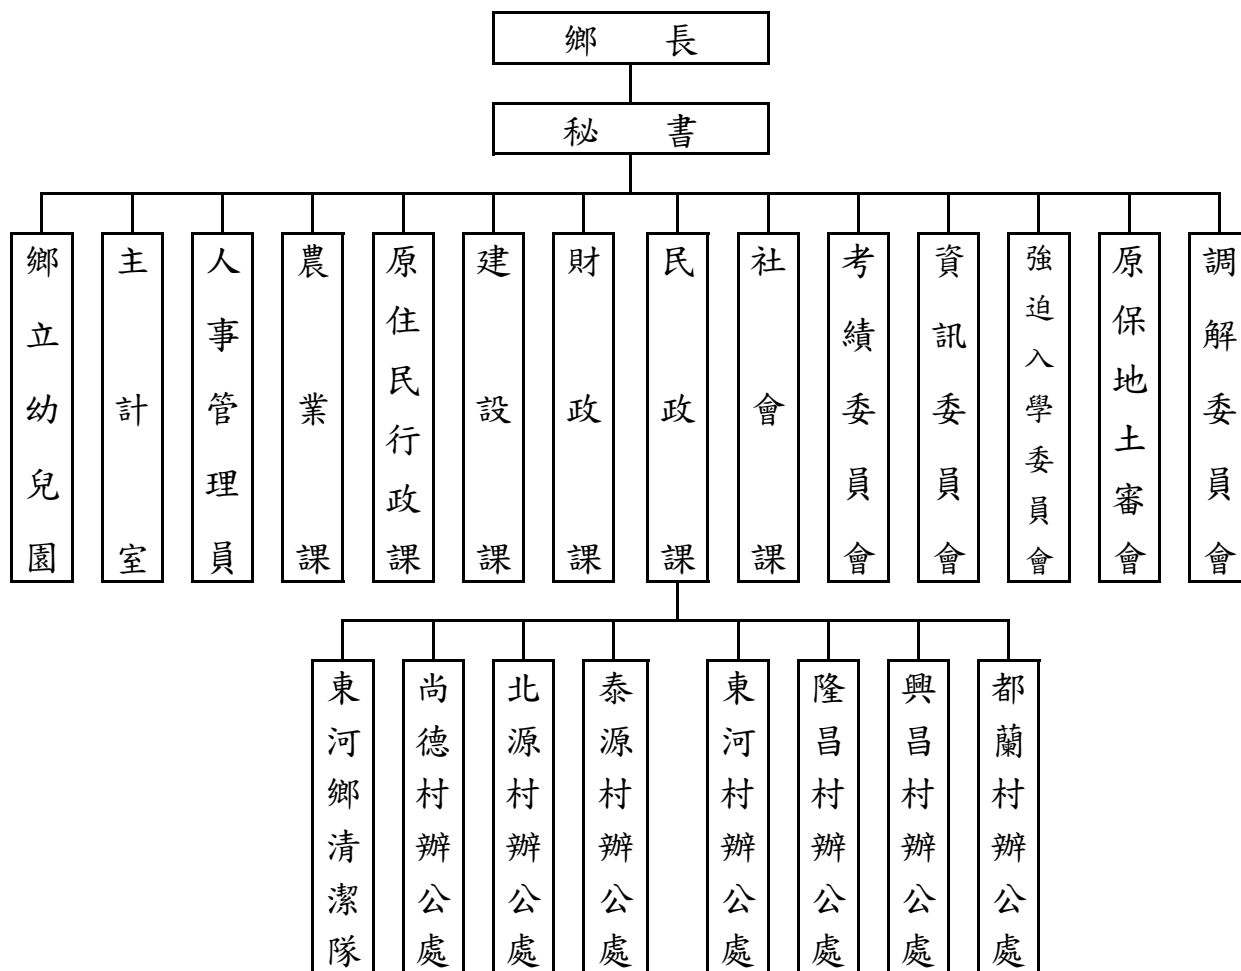 鄉長
秘書
鄉立幼兒園
主計室
人事管理員
農業課
原住民行政課
建設課
財政課
民政課
社會課
考績委員會
資訊委員會
強迫入學委員會
原保地土審會
調解委員會
東河鄉清潔隊
尚德村辦公處
北源村辦公處
泰源村辦公處
東河村辦公處
隆昌村辦公處
興昌村辦公處
都蘭村辦公處